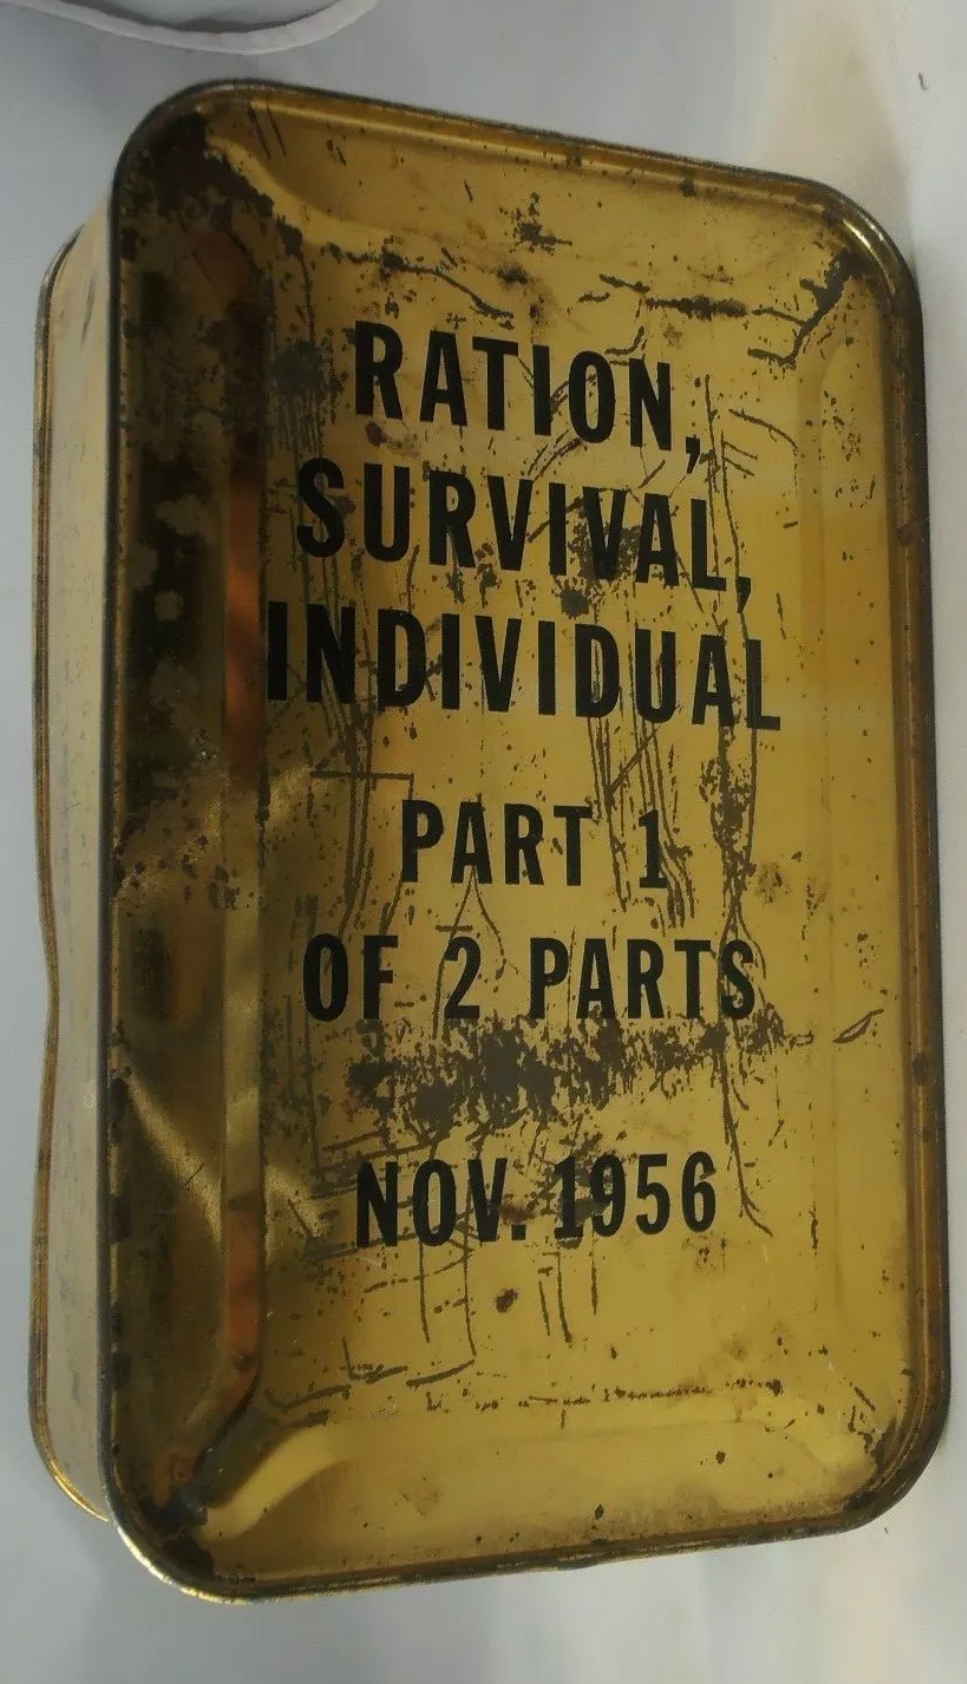 RATION,
SURVIVAL,
INDIVIDUAL
PART 1
OF 2 PARTS
NOV. 1956